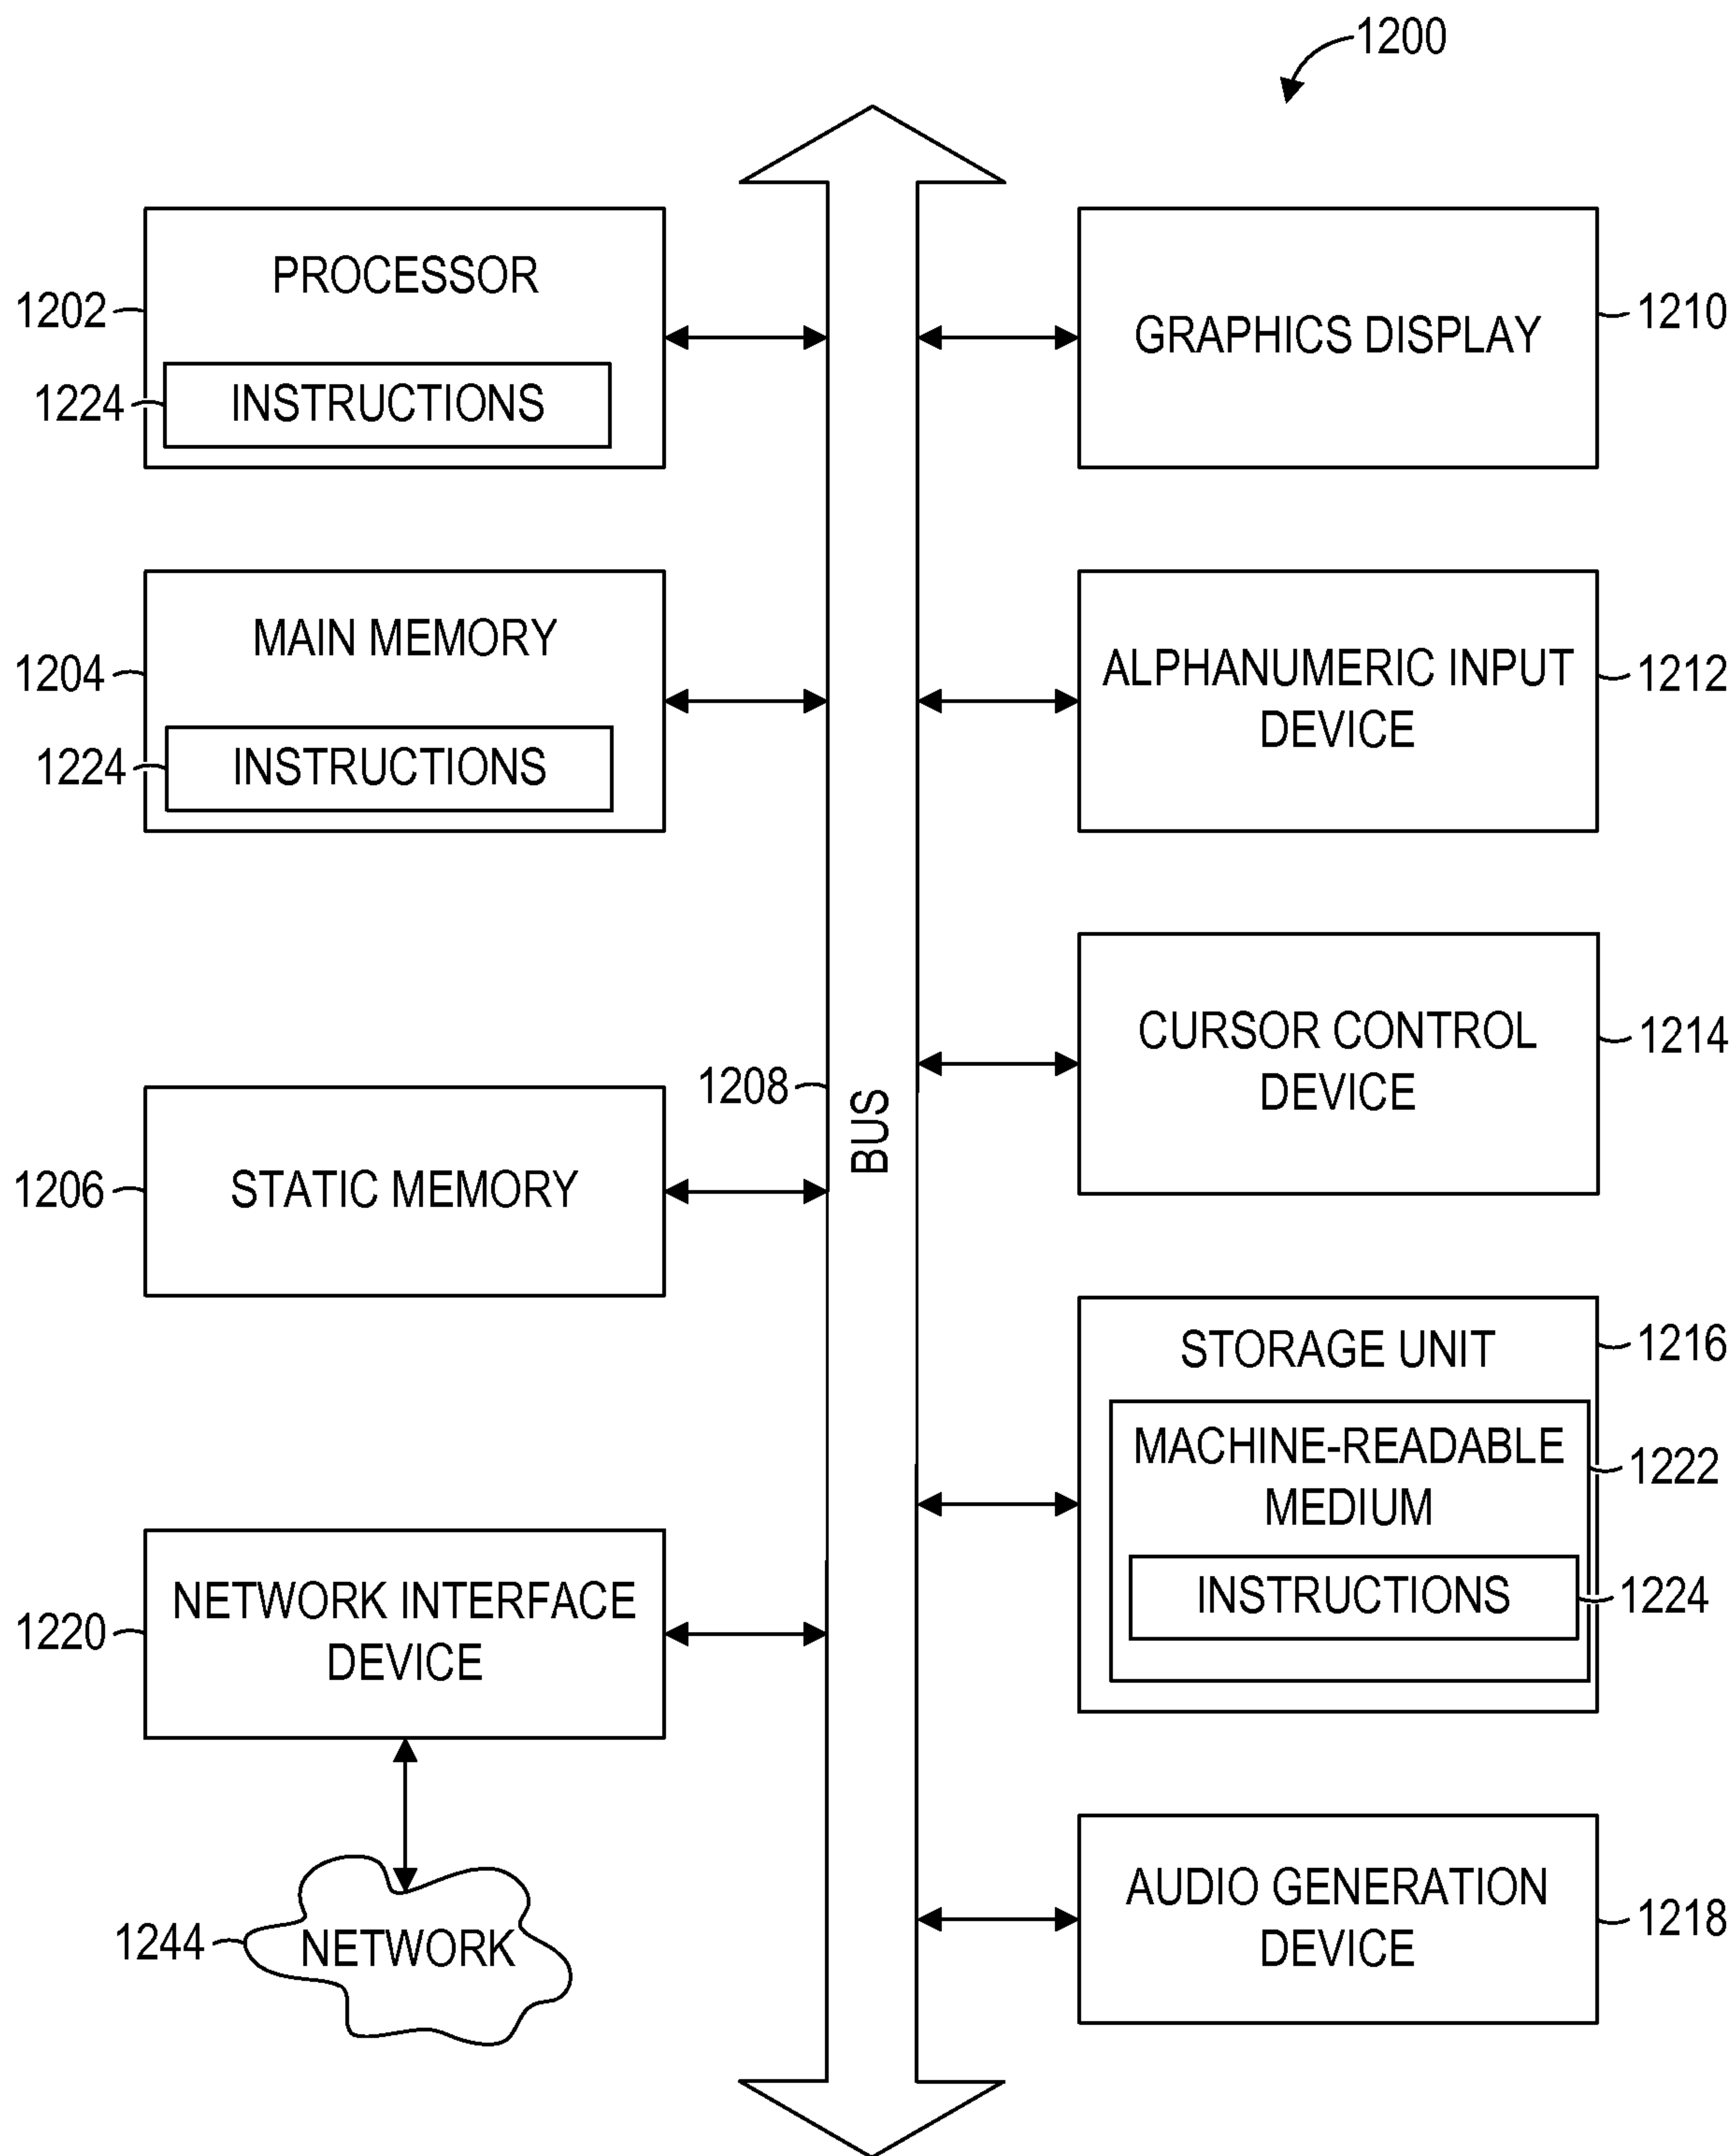 1200
PROCESSOR
1202
INSTRUCTIONS
1224
MAIN MEMORY
1204
INSTRUCTIONS
1224
STATIC MEMORY
1206
NETWORK INTERFACE
DEVICE
1220
NETWORK
1244
1208
BUS
GRAPHICS DISPLAY
1210
ALPHANUMERIC INPUT
DEVICE
1212
CURSOR CONTROL
DEVICE
1214
STORAGE UNIT
1216
MACHINE-READABLE
MEDIUM
1222
INSTRUCTIONS
1224
AUDIO GENERATION
DEVICE
1218